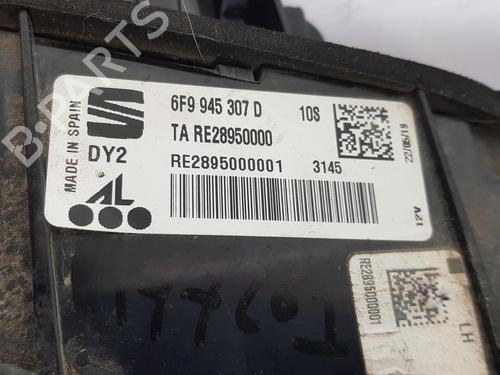 MADE IN SPAIN
DY2
AL
6F9 945 307 D 10S
TA RE28950000
RE2895000001 3145
22/05/19
12V
RE2895000001
LH
B-PARTS